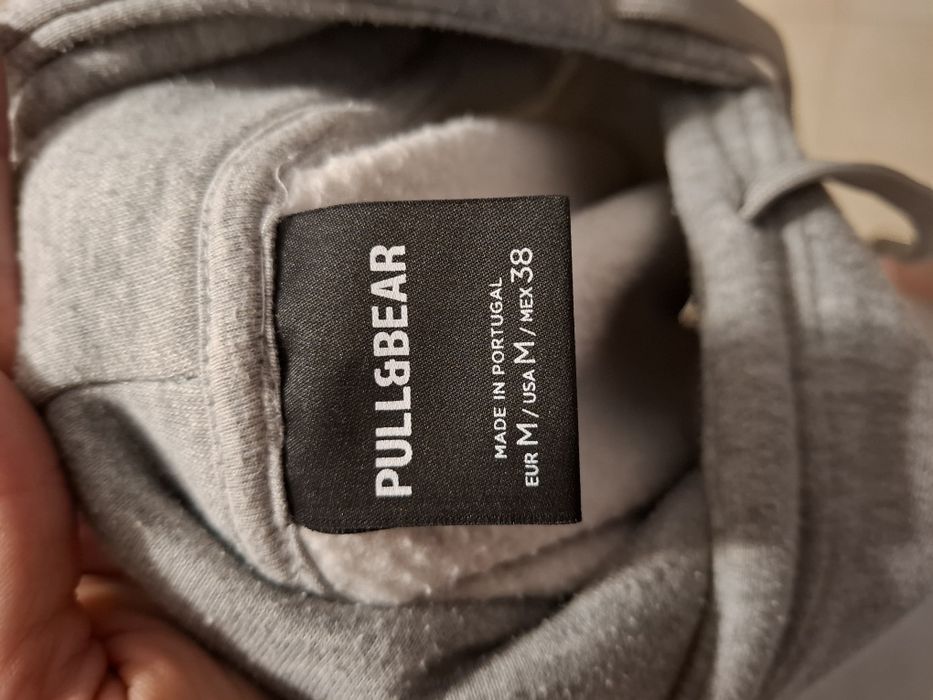 PULL&BEAR
MADE IN PORTUGAL
EUR M / USA M / MEX 38